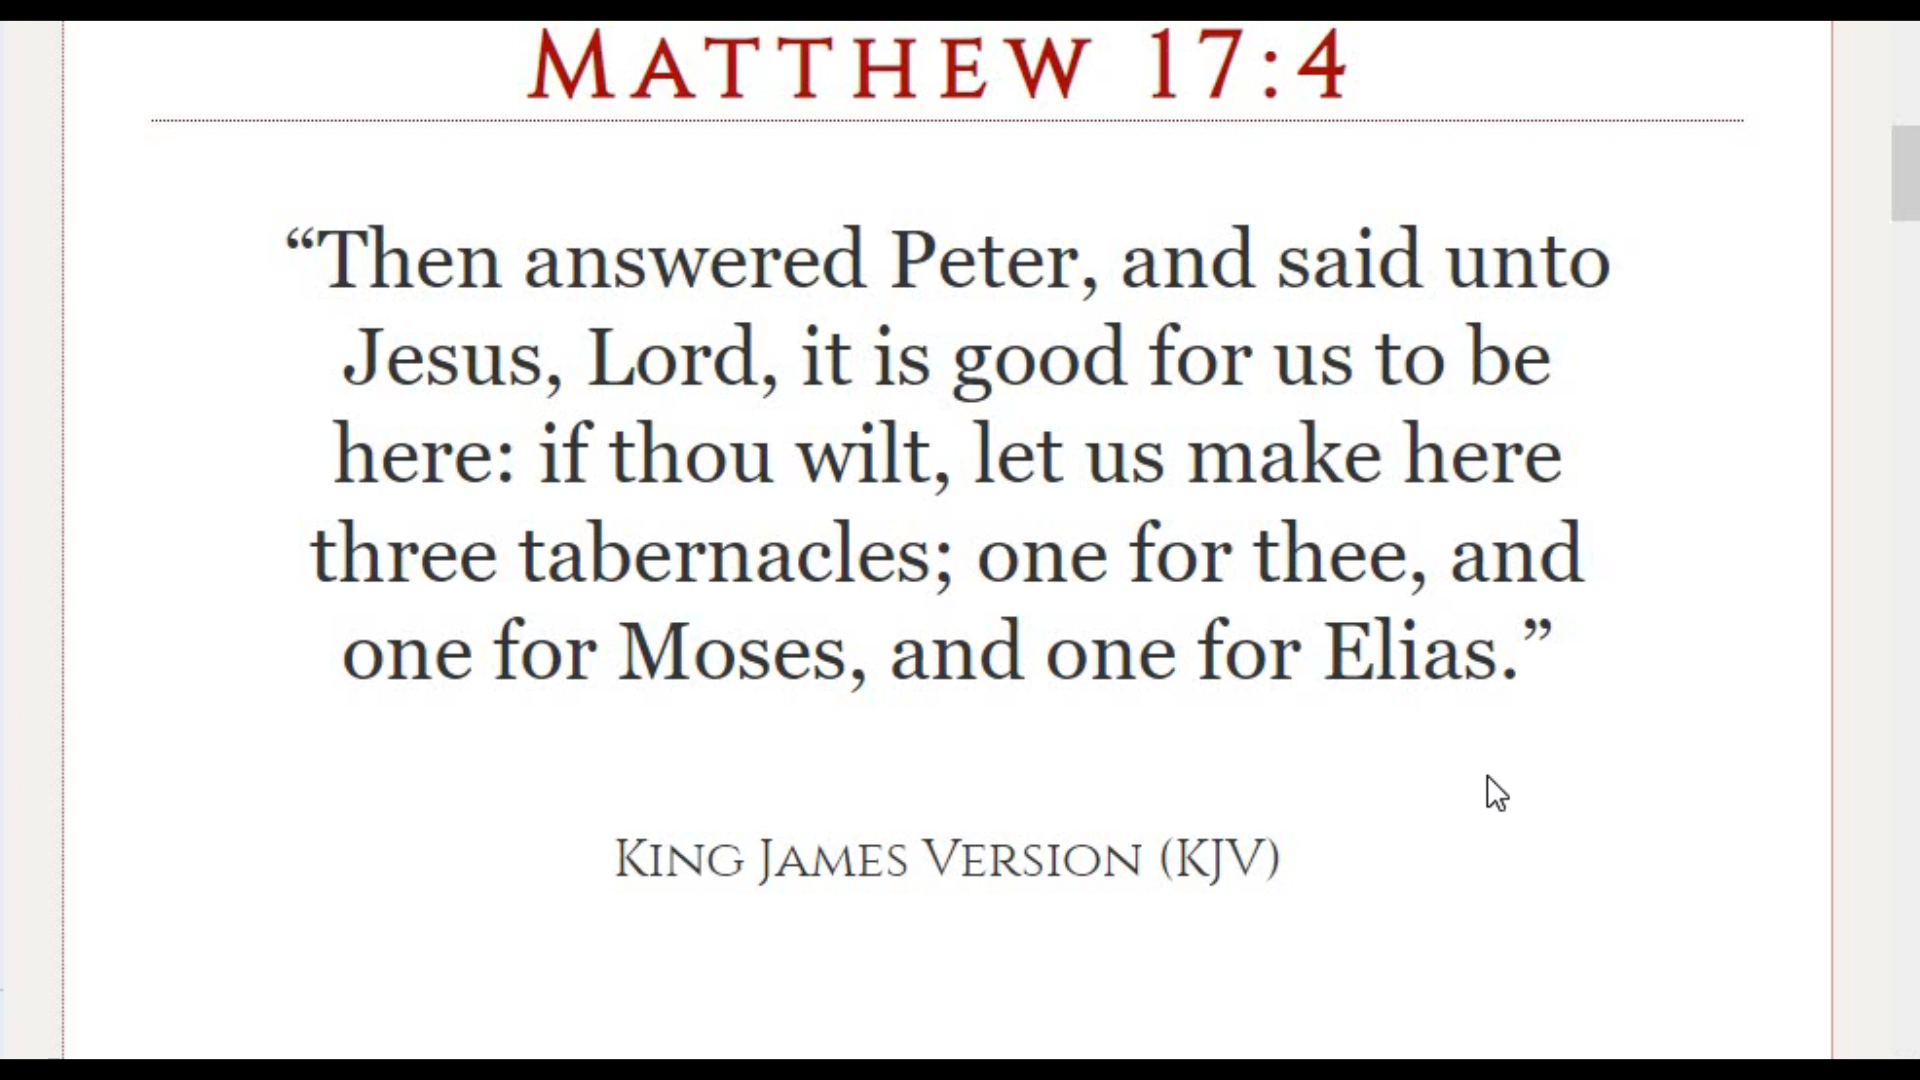 MATTHEW 17:4
“Then answered Peter, and said unto
Jesus, Lord, it is good for us to be
here: if thou wilt, let us make here
three tabernacles; one for thee, and
one for Moses, and one for Elias.”
KING JAMES VERSION (KJV)